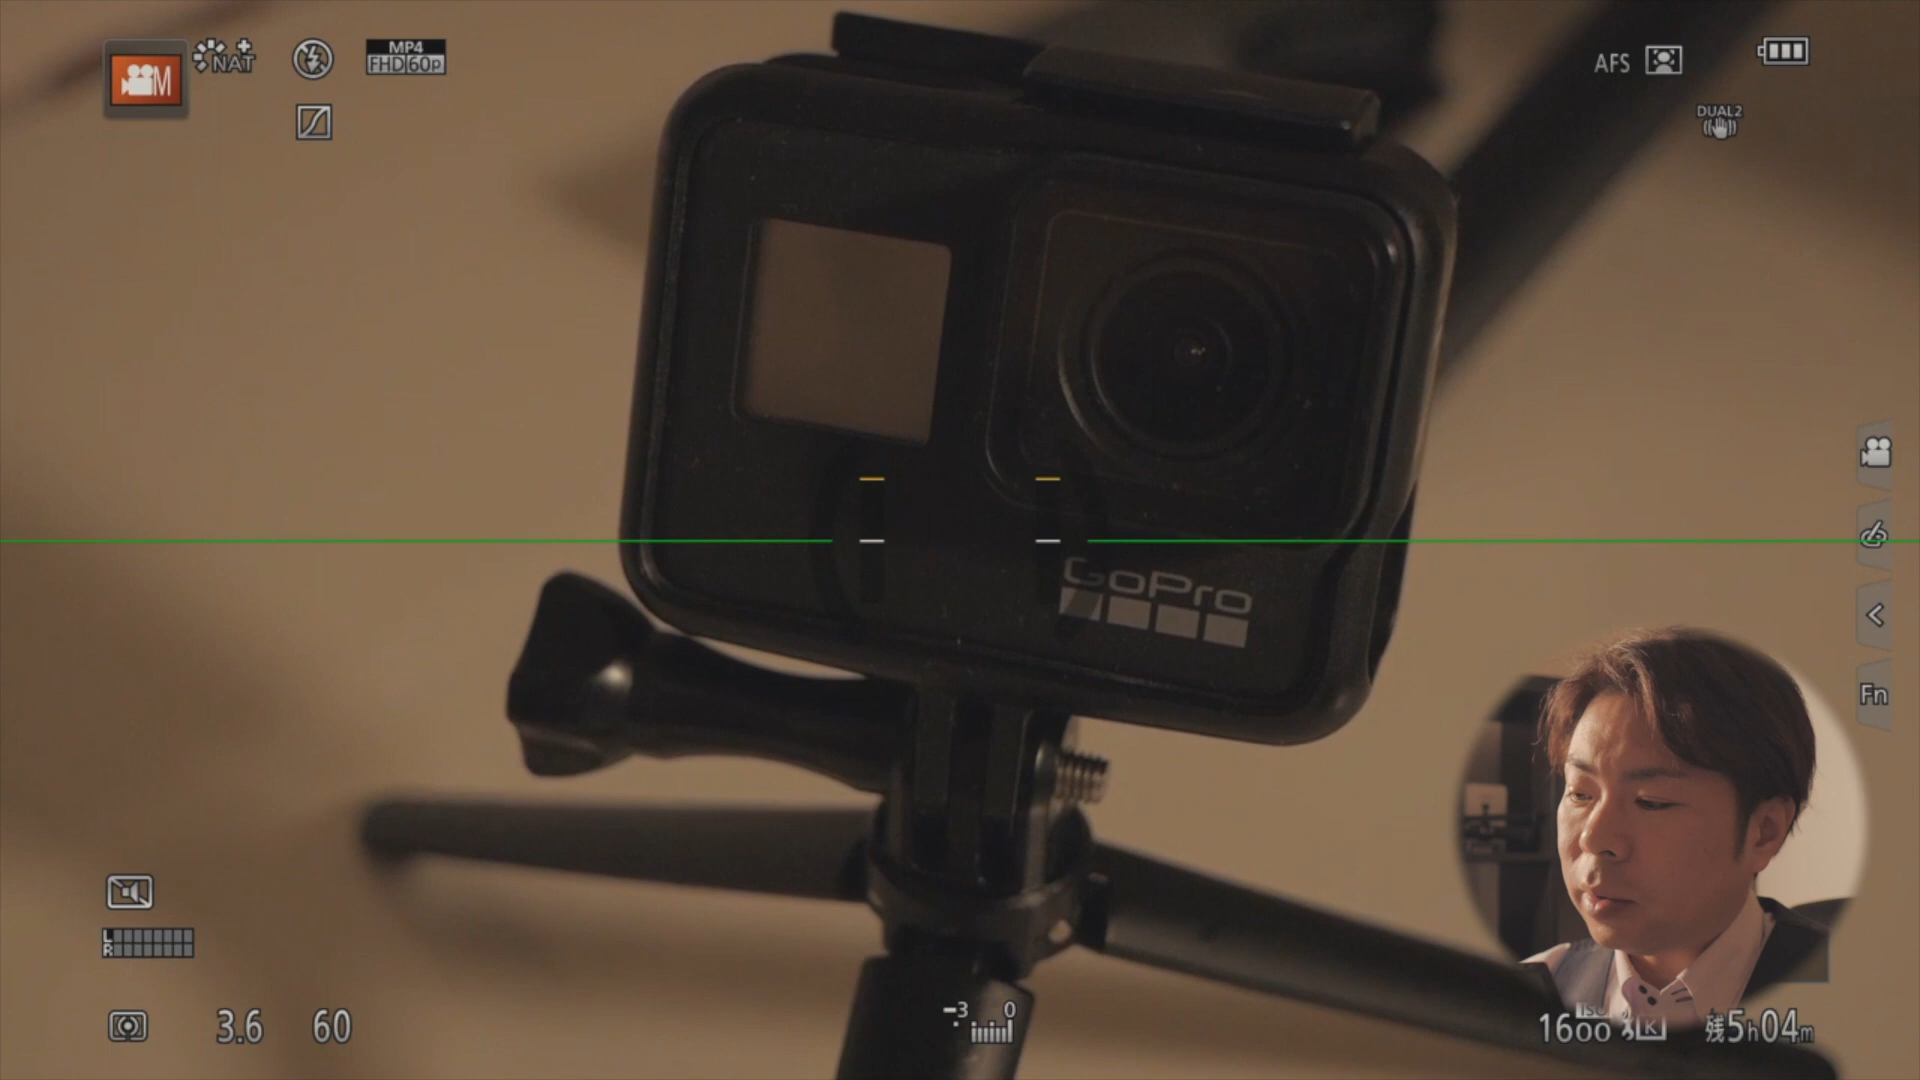 M
NAT
MP4
FHD 60p
AFS
DUAL2
GoPro
Fn
L
R
3.6
60
-3
0
ISO
1600
K
残5h04m